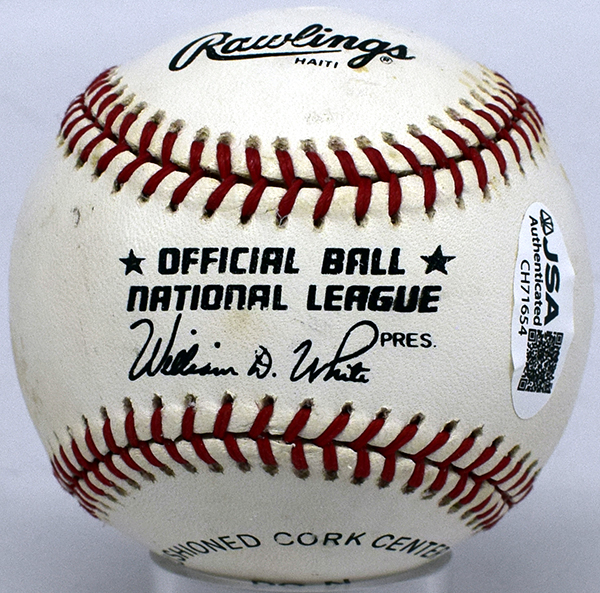 Rawlings®
HAITI
★ OFFICIAL BALL ★
NATIONAL LEAGUE
William D. White PRES.
SHIONED CORK CENTE
JSA
Authenticated
CH71654